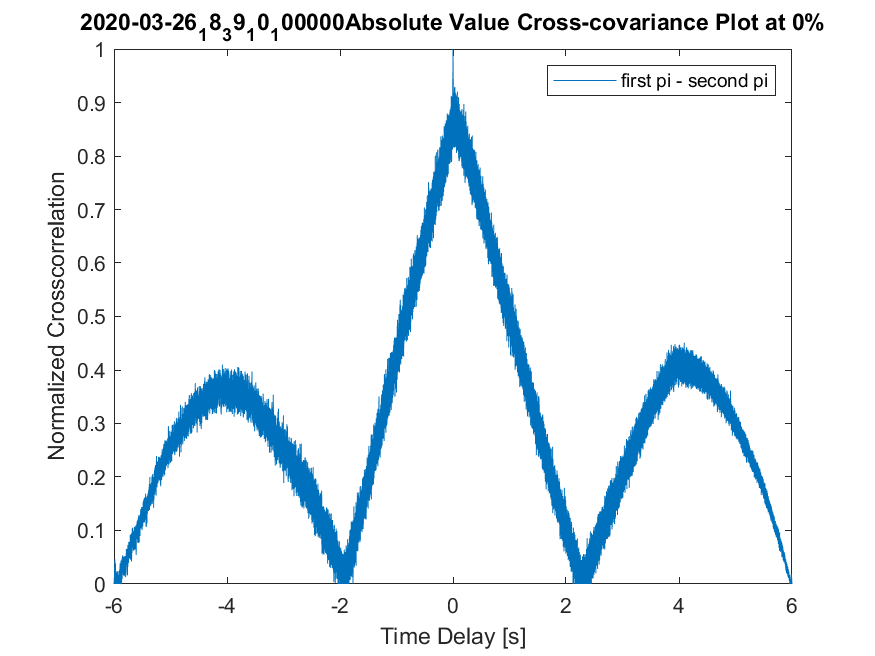 2020-03-26₁8₃9₁0₁00000Absolute Value Cross-covariance Plot at 0%
first pi - second pi
Normalized Crosscorrelation
1
0.9
0.8
0.7
0.6
0.5
0.4
0.3
0.2
0.1
0
-6 -4 -2 0 2 4 6
Time Delay [s]